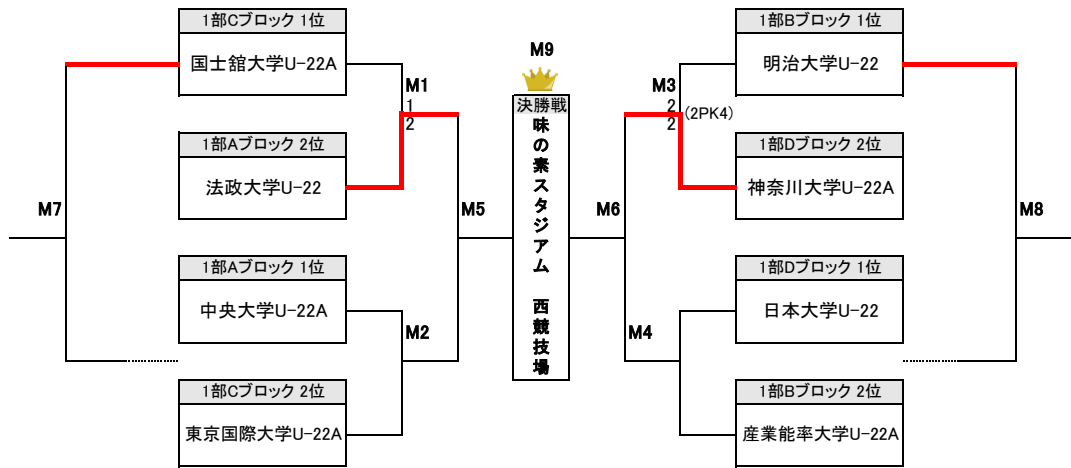 1部Cブロック 1位
国士舘大学U-22A
1部Aブロック 2位
法政大学U-22
1部Aブロック 1位
中央大学U-22A
1部Cブロック 2位
東京国際大学U-22A
M7
M1
1
2
M5
M2
M9
決勝戦
味の素スタジアム 西競技場
M3
2
2
(2PK4)
M6
M4
M8
1部Bブロック 1位
明治大学U-22
1部Dブロック 2位
神奈川大学U-22A
1部Dブロック 1位
日本大学U-22
1部Bブロック 2位
産業能率大学U-22A